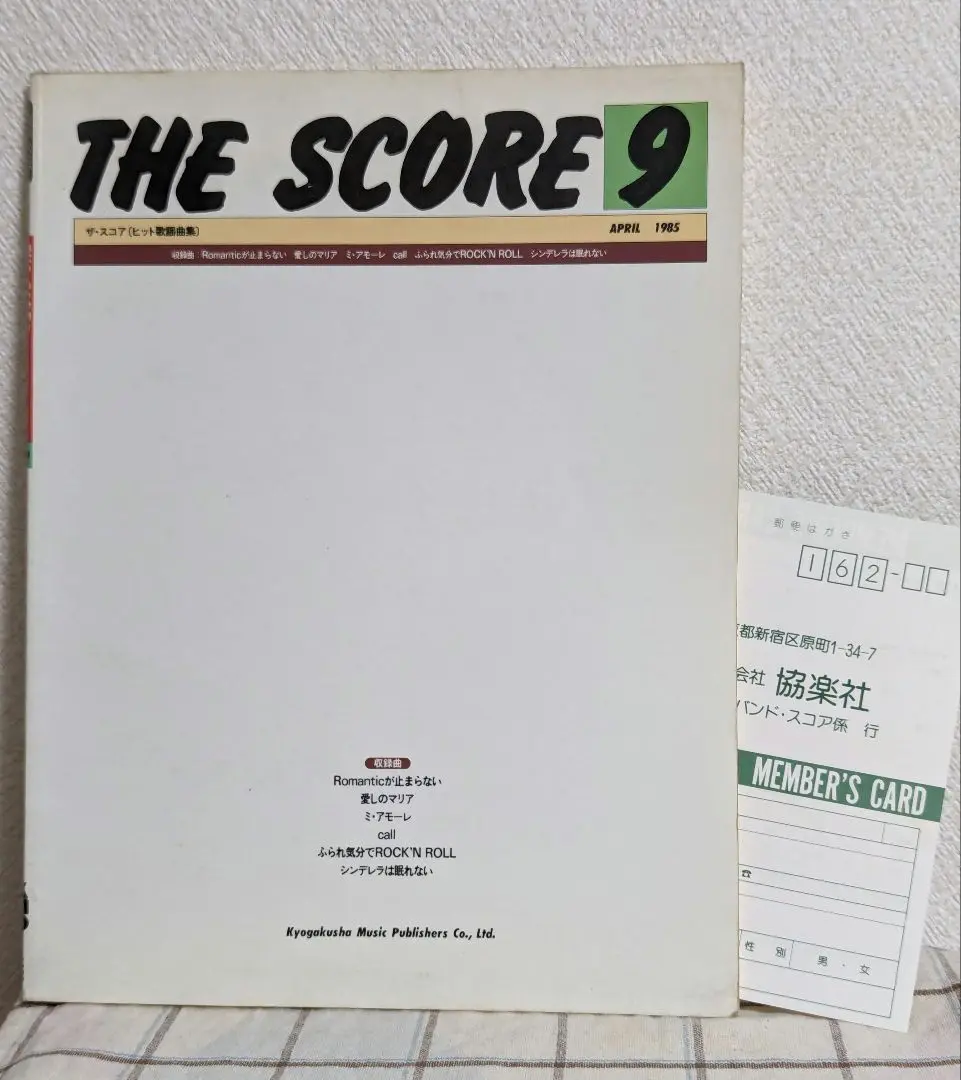 THE SCORE 9
ザ・スコア〔ヒット歌謡曲集〕 APRIL 1985
収録曲:Romanticが止まらない 愛しのマリア ミ・アモーレ call ふられ気分でROCK'N ROLL シンデレラは眠れない
収録曲
Romanticが止まらない
愛しのマリア
ミ・アモーレ
call
ふられ気分でROCK'N ROLL
シンデレラは眠れない
Kyogakusha Music Publishers Co., Ltd.
郵便はがき
162-
都新宿区原町1-34-7
会社 協楽社
バンド・スコア係 行
MEMBER'S CARD
性別 男・女